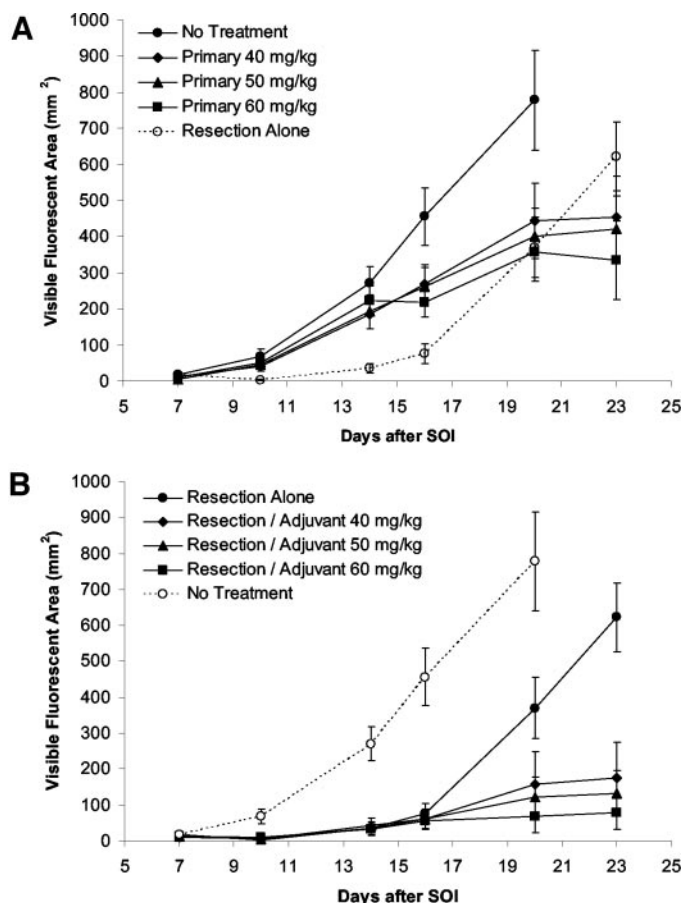 A
Visible Fluorescent Area (mm²)
1000
900
800
700
600
500
400
300
200
100
0
No Treatment
Primary 40 mg/kg
Primary 50 mg/kg
Primary 60 mg/kg
Resection Alone
5 7 9 11 13 15 17 19 21 23 25
Days after SOI
B
Visible Fluorescent Area (mm²)
1000
900
800
700
600
500
400
300
200
100
0
Resection Alone
Resection / Adjuvant 40 mg/kg
Resection / Adjuvant 50 mg/kg
Resection / Adjuvant 60 mg/kg
No Treatment
5 7 9 11 13 15 17 19 21 23 25
Days after SOI